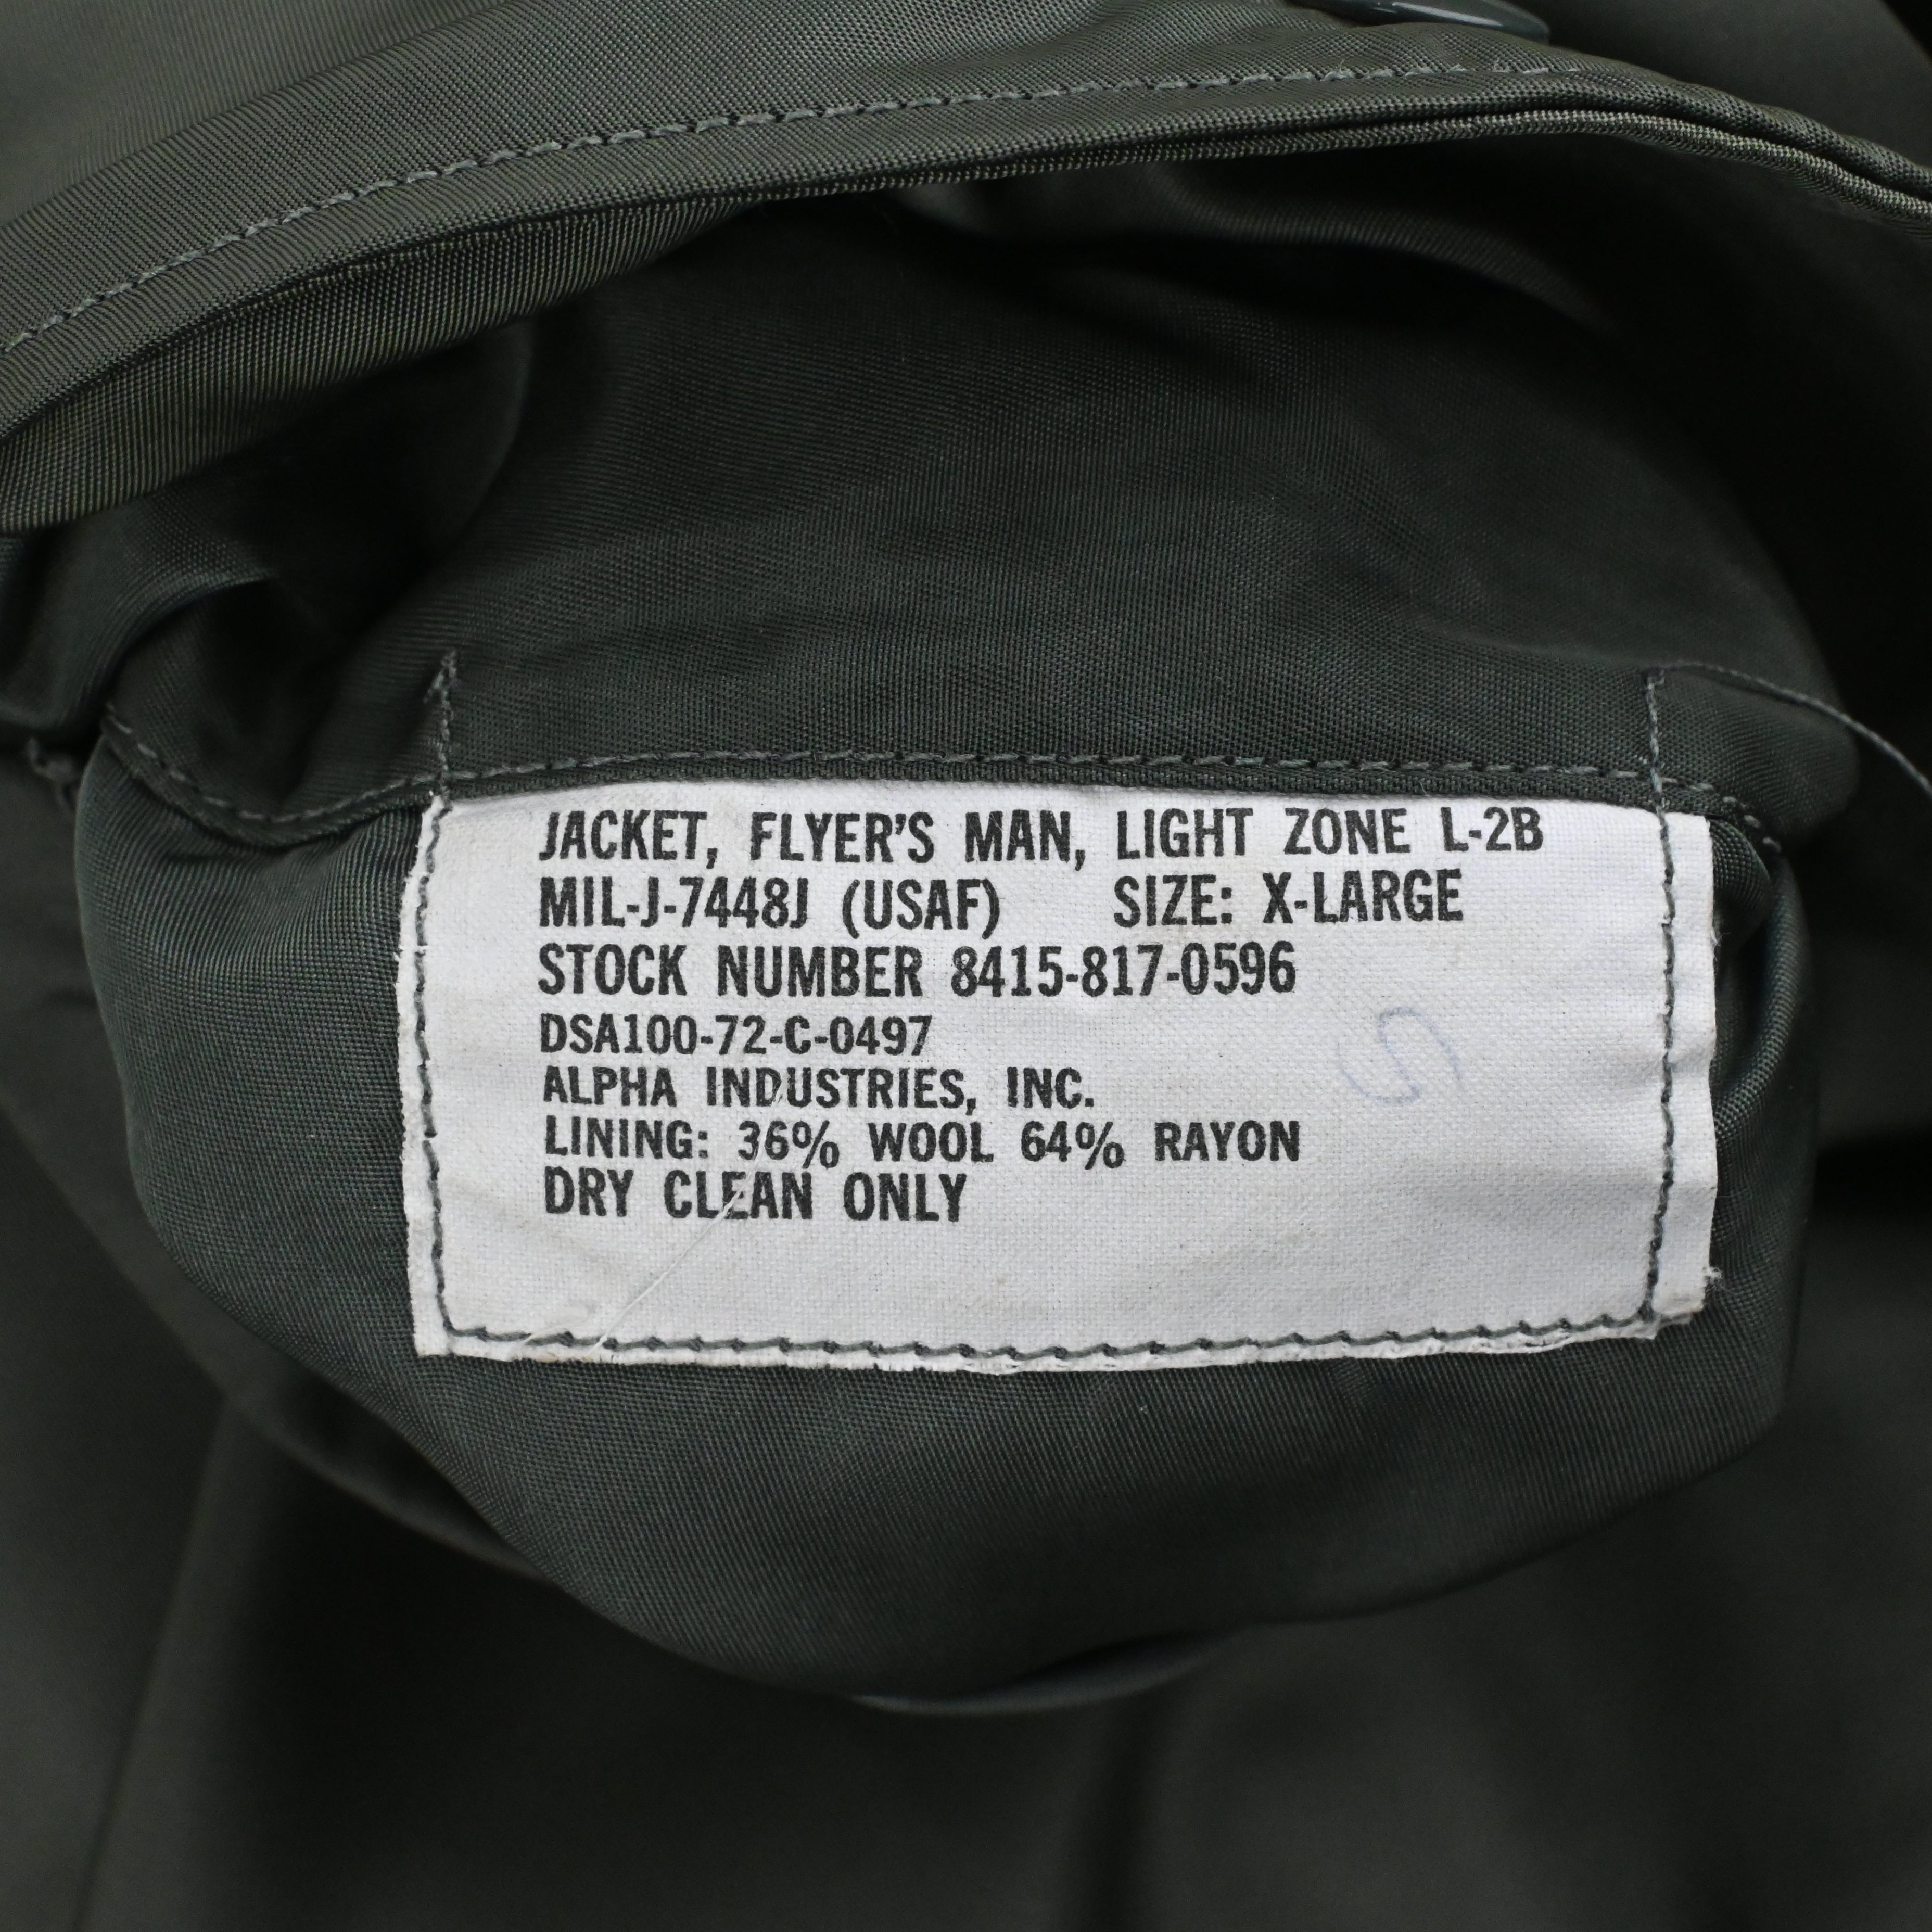 JACKET, FLYER'S MAN, LIGHT ZONE L-2B
MIL-J-7448J (USAF) SIZE: X-LARGE
STOCK NUMBER 8415-817-0596
DSA100-72-C-0497
ALPHA INDUSTRIES, INC.
LINING: 36% WOOL 64% RAYON
DRY CLEAN ONLY